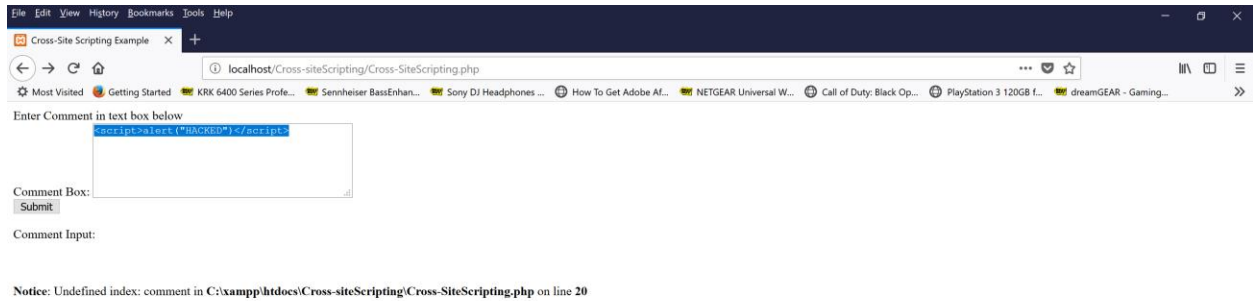 File Edit View History Bookmarks Tools Help
Cross-Site Scripting Example
localhost/Cross-siteScripting/Cross-SiteScripting.php
Most Visited Getting Started KRK 6400 Series Profe... Sennheiser BassEnhan... Sony DJ Headphones ... How To Get Adobe Af... NETGEAR Universal W... Call of Duty: Black Op... PlayStation 3 120GB f... dreamGEAR - Gaming...
Enter Comment in text box below
<script>alert("HACKED")</script>
Comment Box:
Submit
Comment Input:
Notice: Undefined index: comment in C:\xampp\htdocs\Cross-siteScripting\Cross-SiteScripting.php on line 20